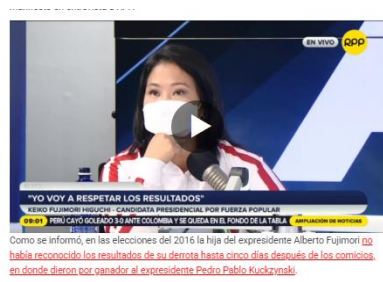 EN VIVO RPP
"YO VOY A RESPETAR LOS RESULTADOS"
KEIKO FUJIMORI HIGUCHI - CANDIDATA PRESIDENCIAL POR FUERZA POPULAR
09:01 PERÚ CAYÓ GOLEADO 3-0 ANTE COLOMBIA Y SE QUEDA EN EL FONDO DE LA TABLA AMPLIACIÓN DE NOTICIAS
Como se informó, en las elecciones del 2016 la hija del expresidente Alberto Fujimori no
había reconocido los resultados de su derrota hasta cinco días después de los comicios,
en donde dieron por ganador al expresidente Pedro Pablo Kuckzynski.